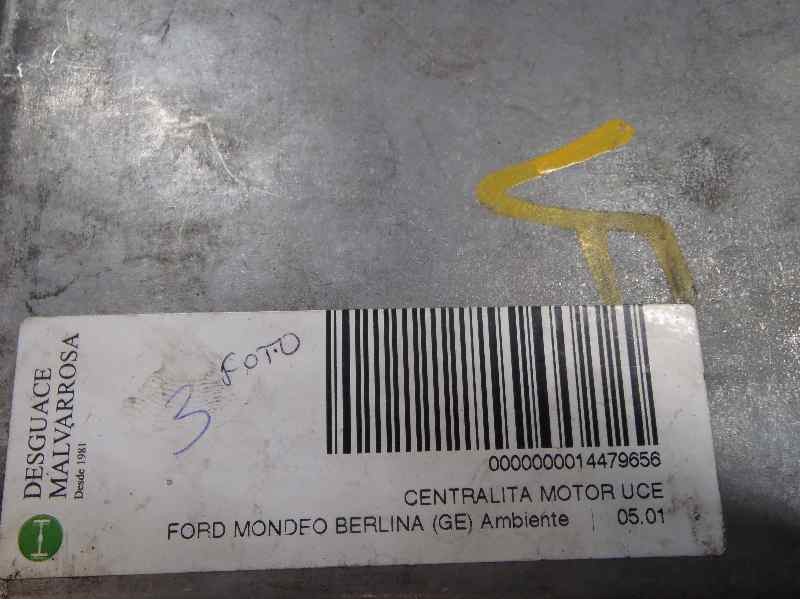 DESGUACE
MALVARROSA
Desde 1981
3 FOTO
0000000014479656
CENTRALITA MOTOR UCE
FORD MONDEO BERLINA (GE) Ambiente | 05.01